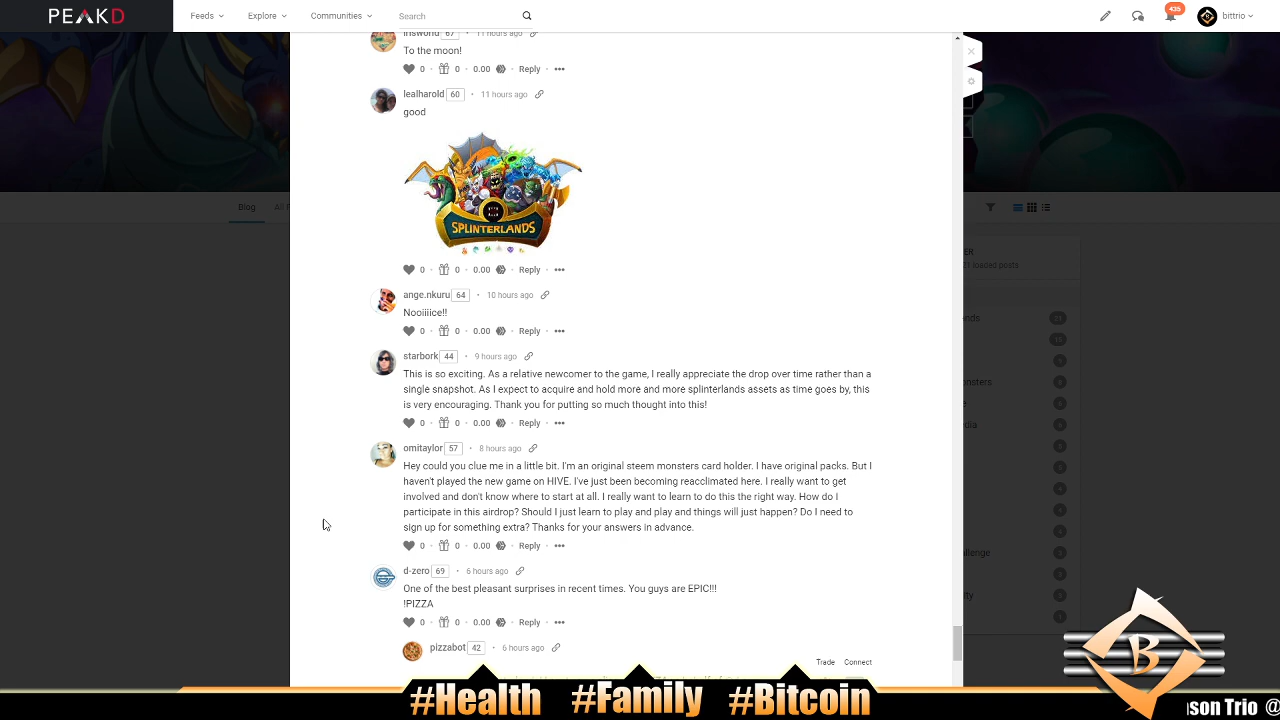 PEAKD Feeds Explore Communities Search 435 bittrio
11 hours ago
To the moon!
0 · 0 · 0.00 · Reply ·
lealharold 60 · 11 hours ago
good
SPLINTERLANDS
0 · 0 · 0.00 · Reply ·
Blog
ange.nkuru 64 · 10 hours ago
Nooiiiice!!
0 · 0 · 0.00 · Reply ·
starbork 44 · 9 hours ago
This is so exciting. As a relative newcomer to the game, I really appreciate the drop over time rather than a
single snapshot. As I expect to acquire and hold more and more splinterlands assets as time goes by, this
is very encouraging. Thank you for putting so much thought into this!
0 · 0 · 0.00 · Reply ·
omitaylor 57 · 8 hours ago
Hey could you clue me in a little bit. I'm an original steem monsters card holder. I have original packs. But I
haven't played the new game on HIVE. I've just been becoming reacclimated here. I really want to get
involved and don't know where to start at all. I really want to learn to do this the right way. How do I
participate in this airdrop? Should I just learn to play and play and things will just happen? Do I need to
sign up for something extra? Thanks for your answers in advance.
0 · 0 · 0.00 · Reply ·
d-zero 69 · 6 hours ago
One of the best pleasant surprises in recent times. You guys are EPIC!!!
!PIZZA
0 · 0 · 0.00 · Reply ·
pizzabot 42 · 6 hours ago
Trade Connect
#Health #Family #Bitcoin
B
son Trio @